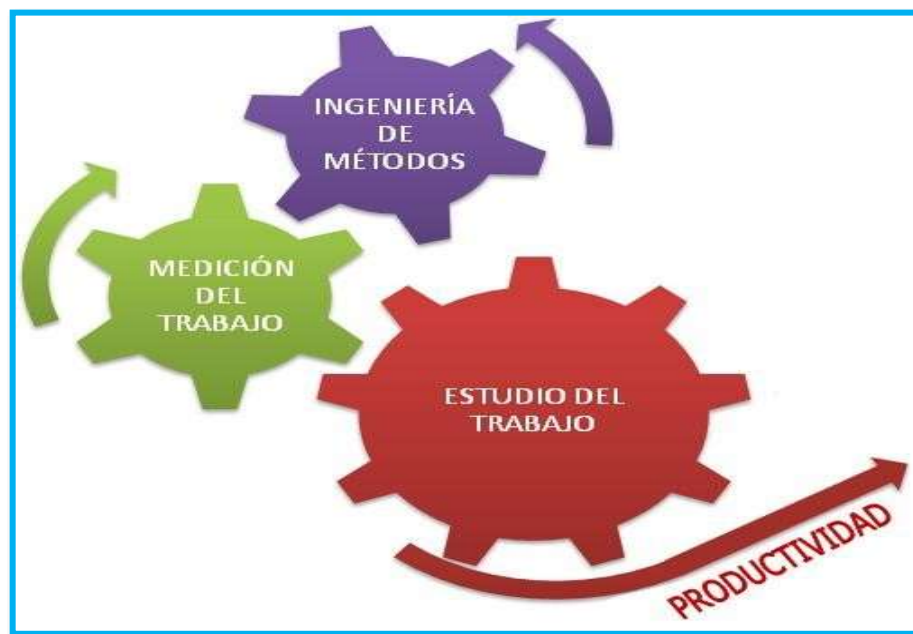 INGENIERÍA
DE
MÉTODOS
MEDICIÓN
DEL
TRABAJO
ESTUDIO DEL
TRABAJO
PRODUCTIVIDAD